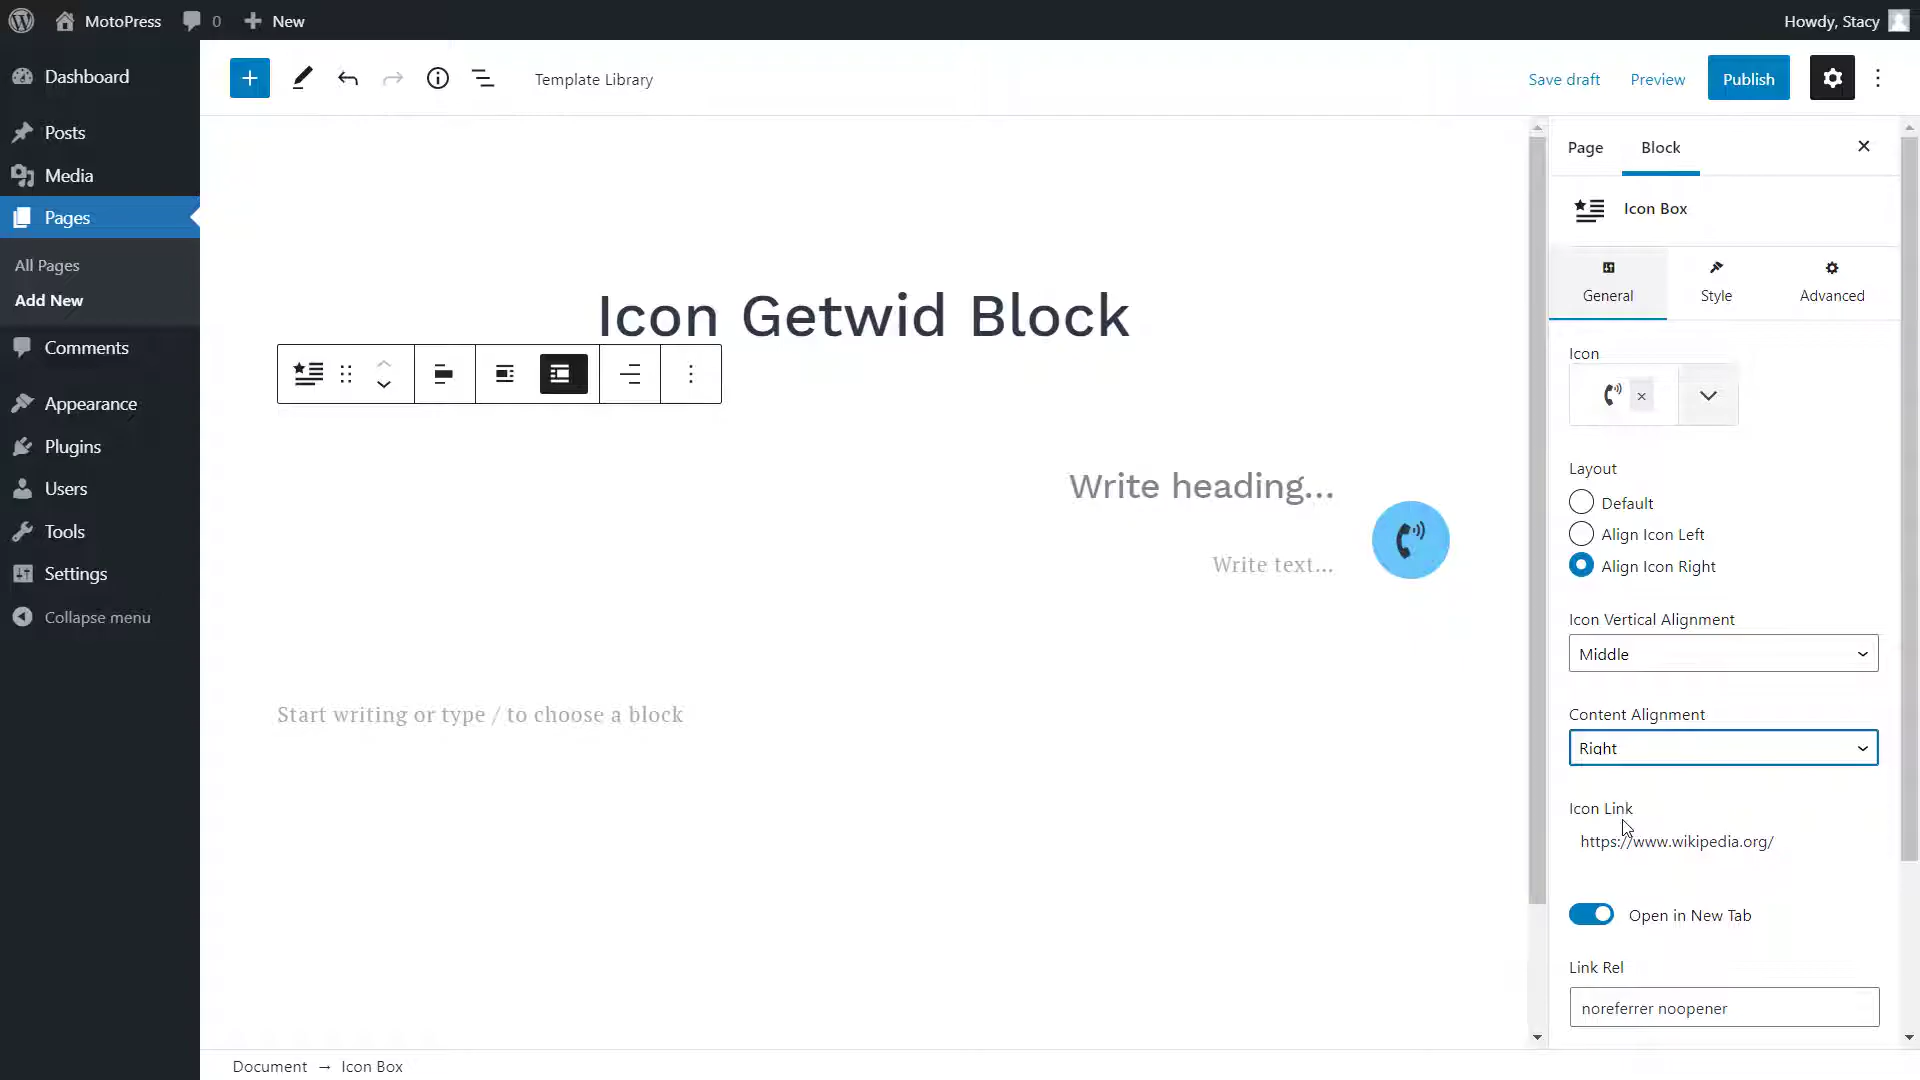 MotoPress
0
New
Howdy, Stacy
Dashboard
Posts
Media
Pages
All Pages
Add New
Comments
Appearance
Plugins
Users
Tools
Settings
Collapse menu
Template Library
Save draft
Preview
Publish
Icon Getwid Block
Write heading...
Write text...
Start writing or type / to choose a block
Page
Block
Icon Box
General
Style
Advanced
Icon
Layout
Default
Align Icon Left
Align Icon Right
Icon Vertical Alignment
Middle
Content Alignment
Right
Icon Link
https://www.wikipedia.org/
Open in New Tab
Link Rel
noreferrer noopener
Document → Icon Box